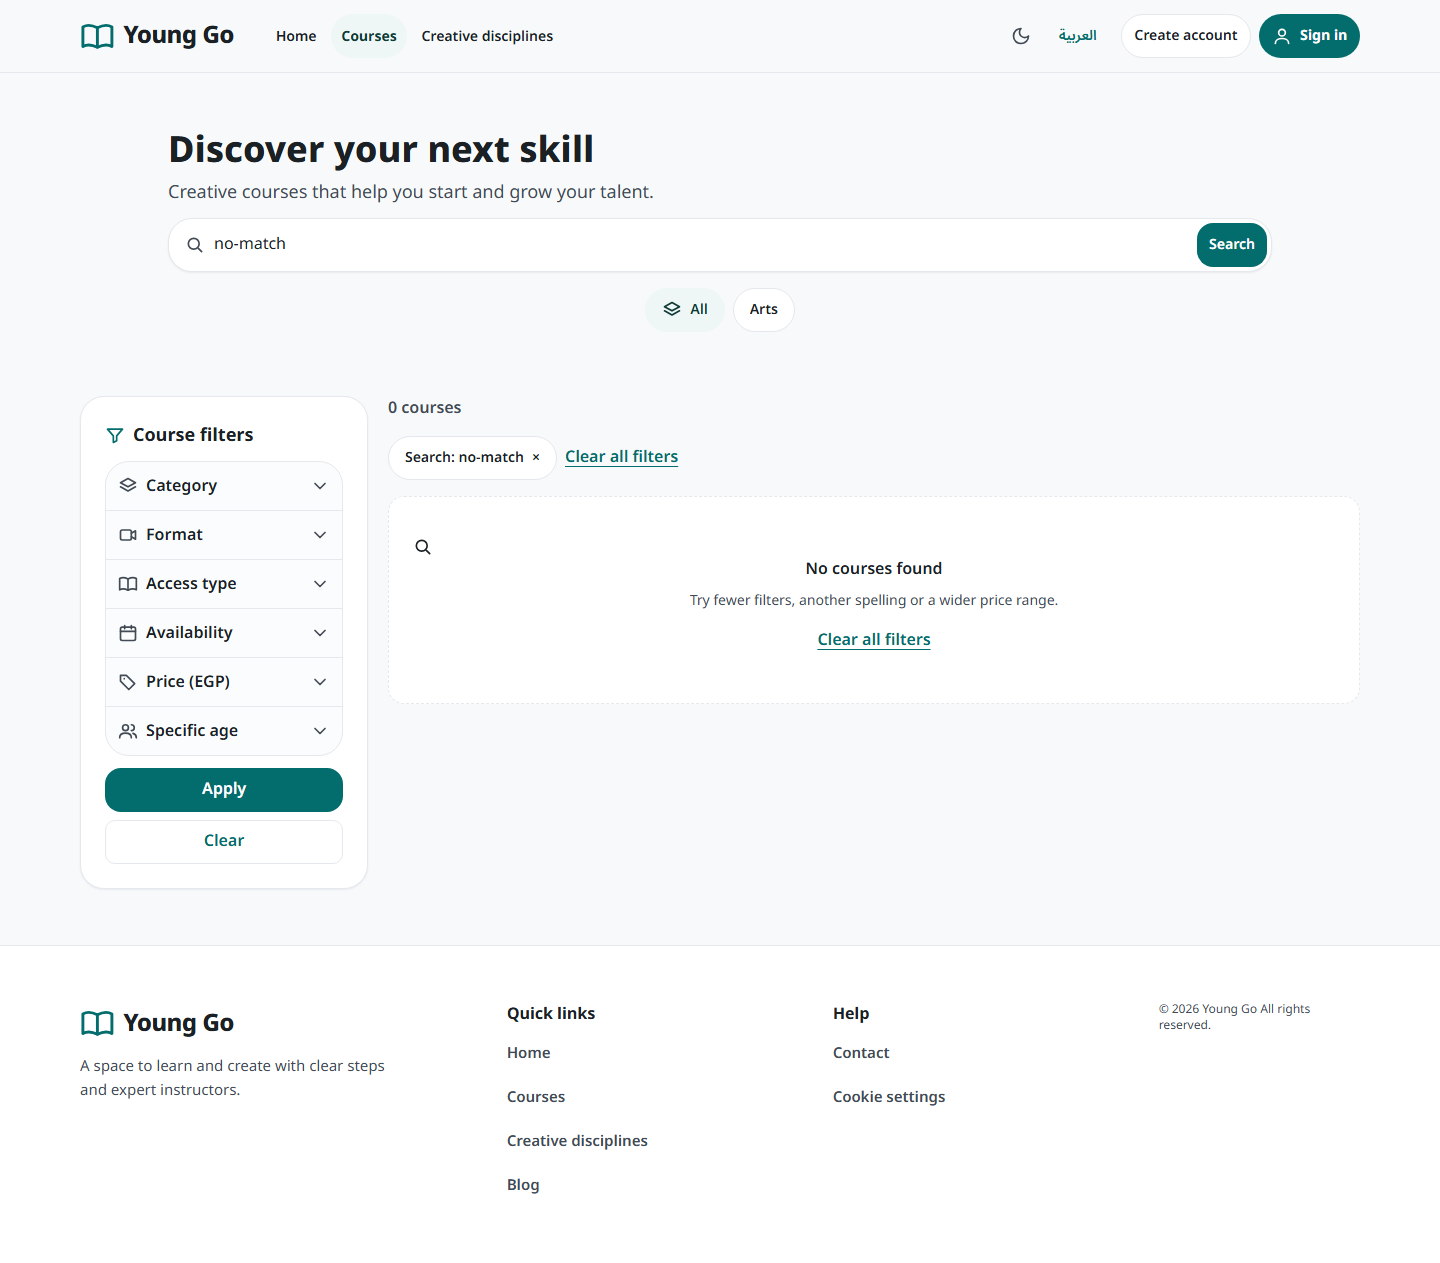 Young Go
Home
Courses
Creative disciplines
العربية
Create account
Sign in
Discover your next skill
Creative courses that help you start and grow your talent.
no-match
Search
All
Arts
Course filters
Category
Format
Access type
Availability
Price (EGP)
Specific age
Apply
Clear
0 courses
Search: no-match ×
Clear all filters
No courses found
Try fewer filters, another spelling or a wider price range.
Clear all filters
Young Go
A space to learn and create with clear steps
and expert instructors.
Quick links
Home
Courses
Creative disciplines
Blog
Help
Contact
Cookie settings
© 2026 Young Go All rights
reserved.